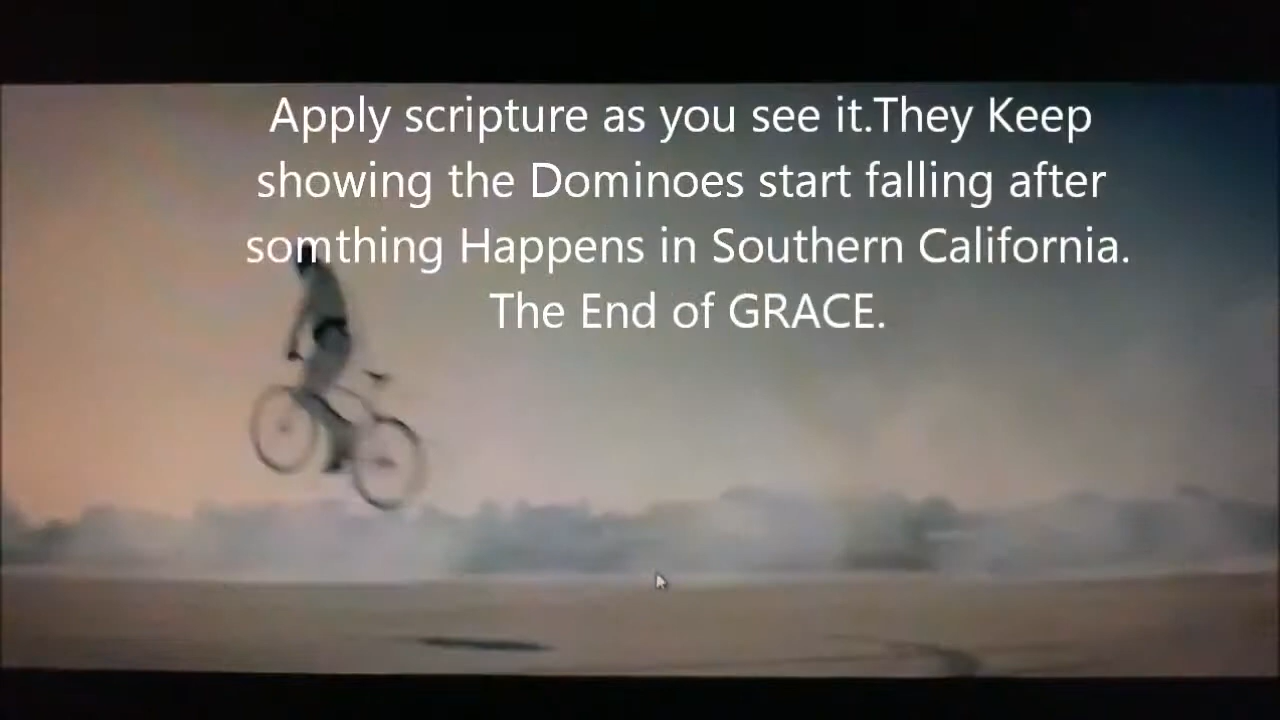 Apply scripture as you see it.They Keep
showing the Dominoes start falling after
somthing Happens in Southern California.
The End of GRACE.